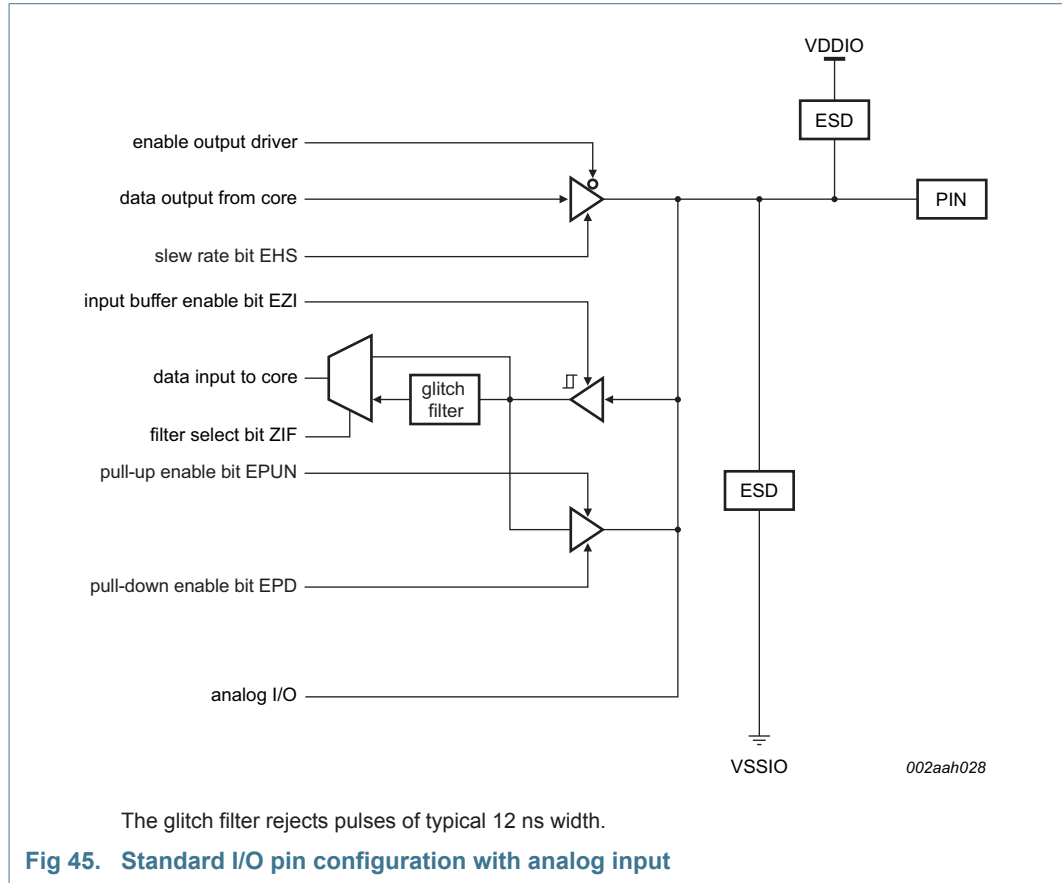 VDDIO
ESD
enable output driver
data output from core
PIN
slew rate bit EHS
input buffer enable bit EZI
data input to core
glitch
filter
filter select bit ZIF
pull-up enable bit EPUN
ESD
pull-down enable bit EPD
analog I/O
VSSIO
002aah028
The glitch filter rejects pulses of typical 12 ns width.
Fig 45. Standard I/O pin configuration with analog input